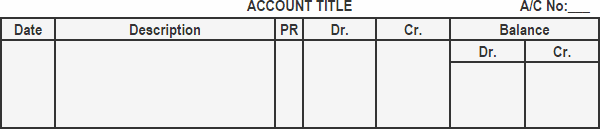 ACCOUNT TITLE A/C No:___
Date Description PR Dr. Cr. Balance
Dr. Cr.